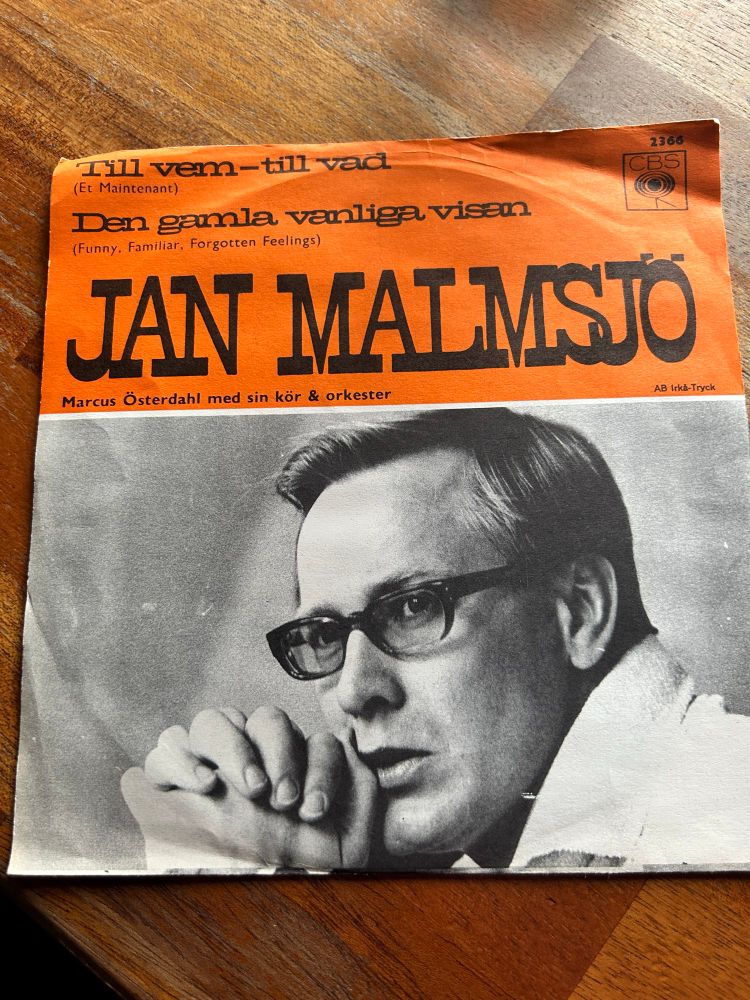 Till vem-till vad
(Et Maintenant)
Den gamla vanliga visan
(Funny, Familiar, Forgotten Feelings)
2366
CBS
JAN MALMSJÖ
Marcus Österdahl med sin kör & orkester
AB Irkå-Tryck